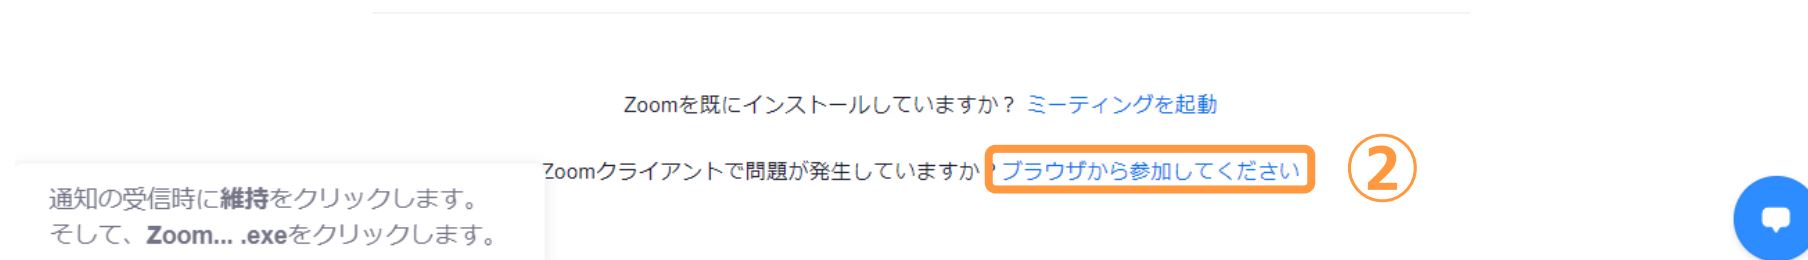 Zoomを既にインストールしていますか？ ミーティングを起動
Zoomクライアントで問題が発生していますか？ブラウザから参加してください
②
通知の受信時に維持をクリックします。
そして、Zoom... .exeをクリックします。